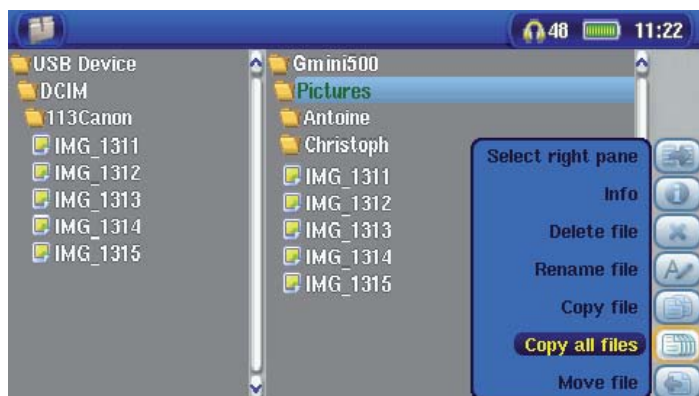 48 11:22
USB Device
DCIM
113Canon
IMG_1311
IMG_1312
IMG_1313
IMG_1314
IMG_1315
Gmini500
Pictures
Antoine
Christoph
IMG_1311
IMG_1312
IMG_1313
IMG_1314
IMG_1315
Select right pane
Info
Delete file
Rename file
Copy file
Copy all files
Move file